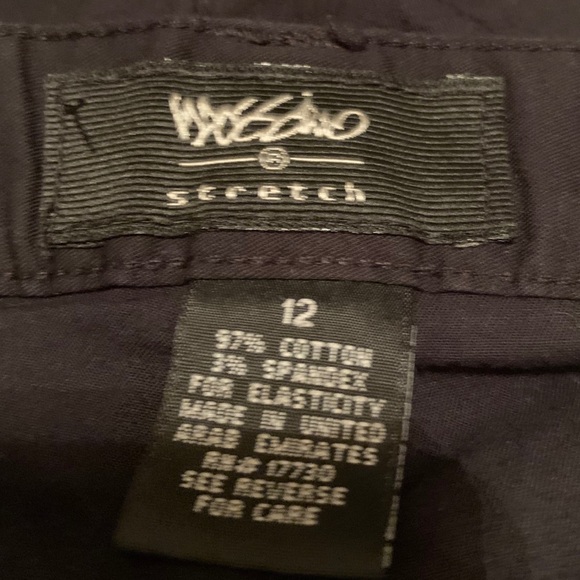 Mossimo
®
stretch
12
97% COTTON
3% SPANDEX
FOR ELASTICITY
MADE IN UNITED
ARAB EMIRATES
RN# 17730
SEE REVERSE
FOR CARE